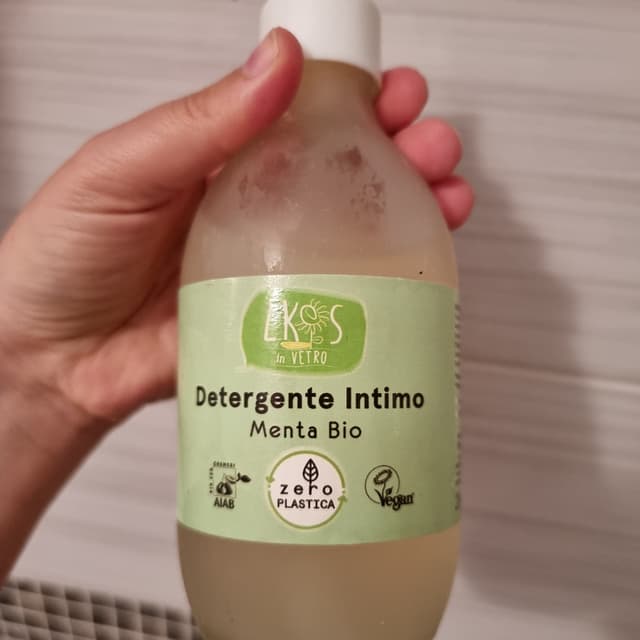 EKOS
in VETRO
Detergente Intimo
Menta Bio
AIAB
zero
PLASTICA
Vegan